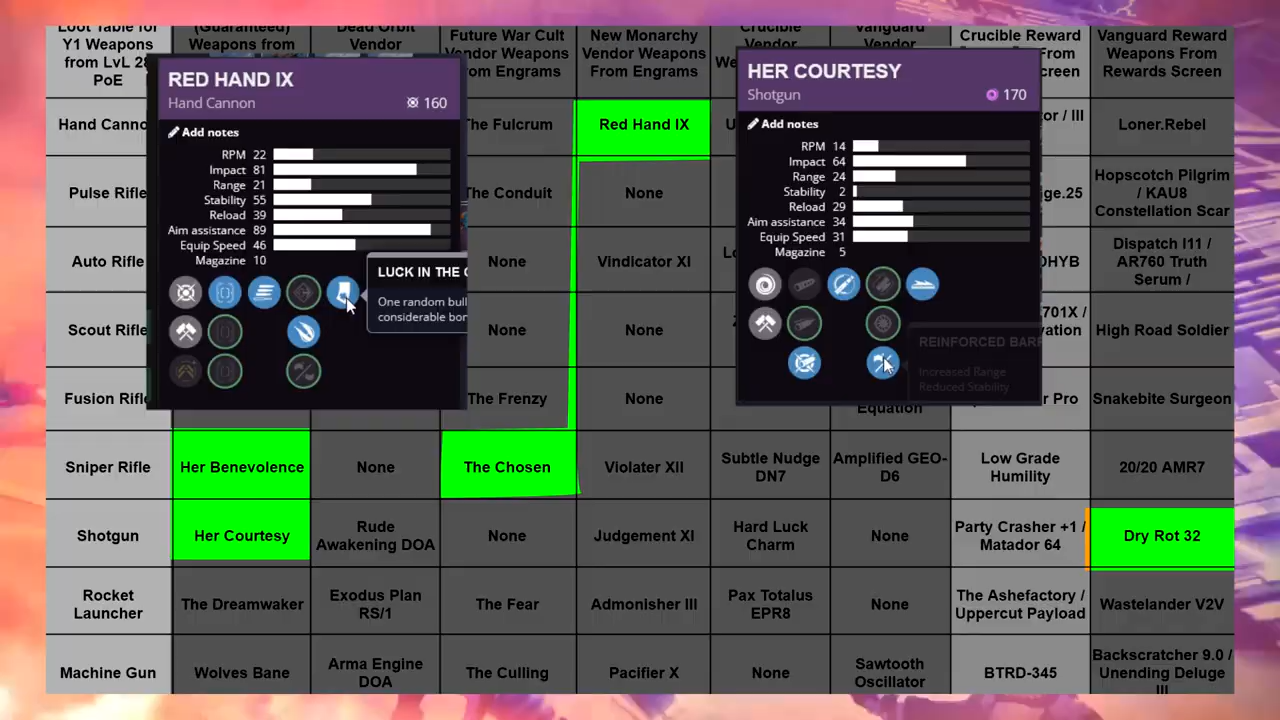 Loot Table for
Y1 Weapons
from LvL 28
PoE
(Guaranteed)
Weapons from
Dead Orbit
Vendor
Future War Cult
Vendor Weapons
From Engrams
New Monarchy
Vendor Weapons
From Engrams
Crucible
Vendor
Vanguard
Vendor
Crucible Reward
From
Screen
Vanguard Reward
Weapons From
Rewards Screen
RED HAND IX
Hand Cannon
160
Add notes
RPM 22
Impact 81
Range 21
Stability 55
Reload 39
Aim assistance 89
Equip Speed 46
Magazine 10
LUCK IN THE
One random bull
considerable bon
HER COURTESY
Shotgun
170
Add notes
RPM 14
Impact 64
Range 24
Stability 2
Reload 29
Aim assistance 34
Equip Speed 31
Magazine 5
REINFORCED BARR
Increased Range
Reduced Stability
Hand Canno
The Fulcrum
Red Hand IX
or / III
Loner.Rebel
Pulse Rifle
The Conduit
None
ge.25
Hopscotch Pilgrim
/ KAU8
Constellation Scar
Auto Rifle
None
Vindicator XI
OHYB
Dispatch I11 /
AR760 Truth
Serum /
Scout Rifle
None
None
701X /
vation
High Road Soldier
Fusion Rifle
The Frenzy
None
Equation
r Pro
Snakebite Surgeon
Sniper Rifle
Her Benevolence
None
The Chosen
Violater XII
Subtle Nudge
DN7
Amplified GEO-
D6
Low Grade
Humility
20/20 AMR7
Shotgun
Her Courtesy
Rude
Awakening DOA
None
Judgement XI
Hard Luck
Charm
None
Party Crasher +1 /
Matador 64
Dry Rot 32
Rocket
Launcher
The Dreamwaker
Exodus Plan
RS/1
The Fear
Admonisher III
Pax Totalus
EPR8
None
The Ashefactory /
Uppercut Payload
Wastelander V2V
Machine Gun
Wolves Bane
Arma Engine
DOA
The Culling
Pacifier X
None
Sawtooth
Oscillator
BTRD-345
Backscratcher 9.0 /
Unending Deluge
III